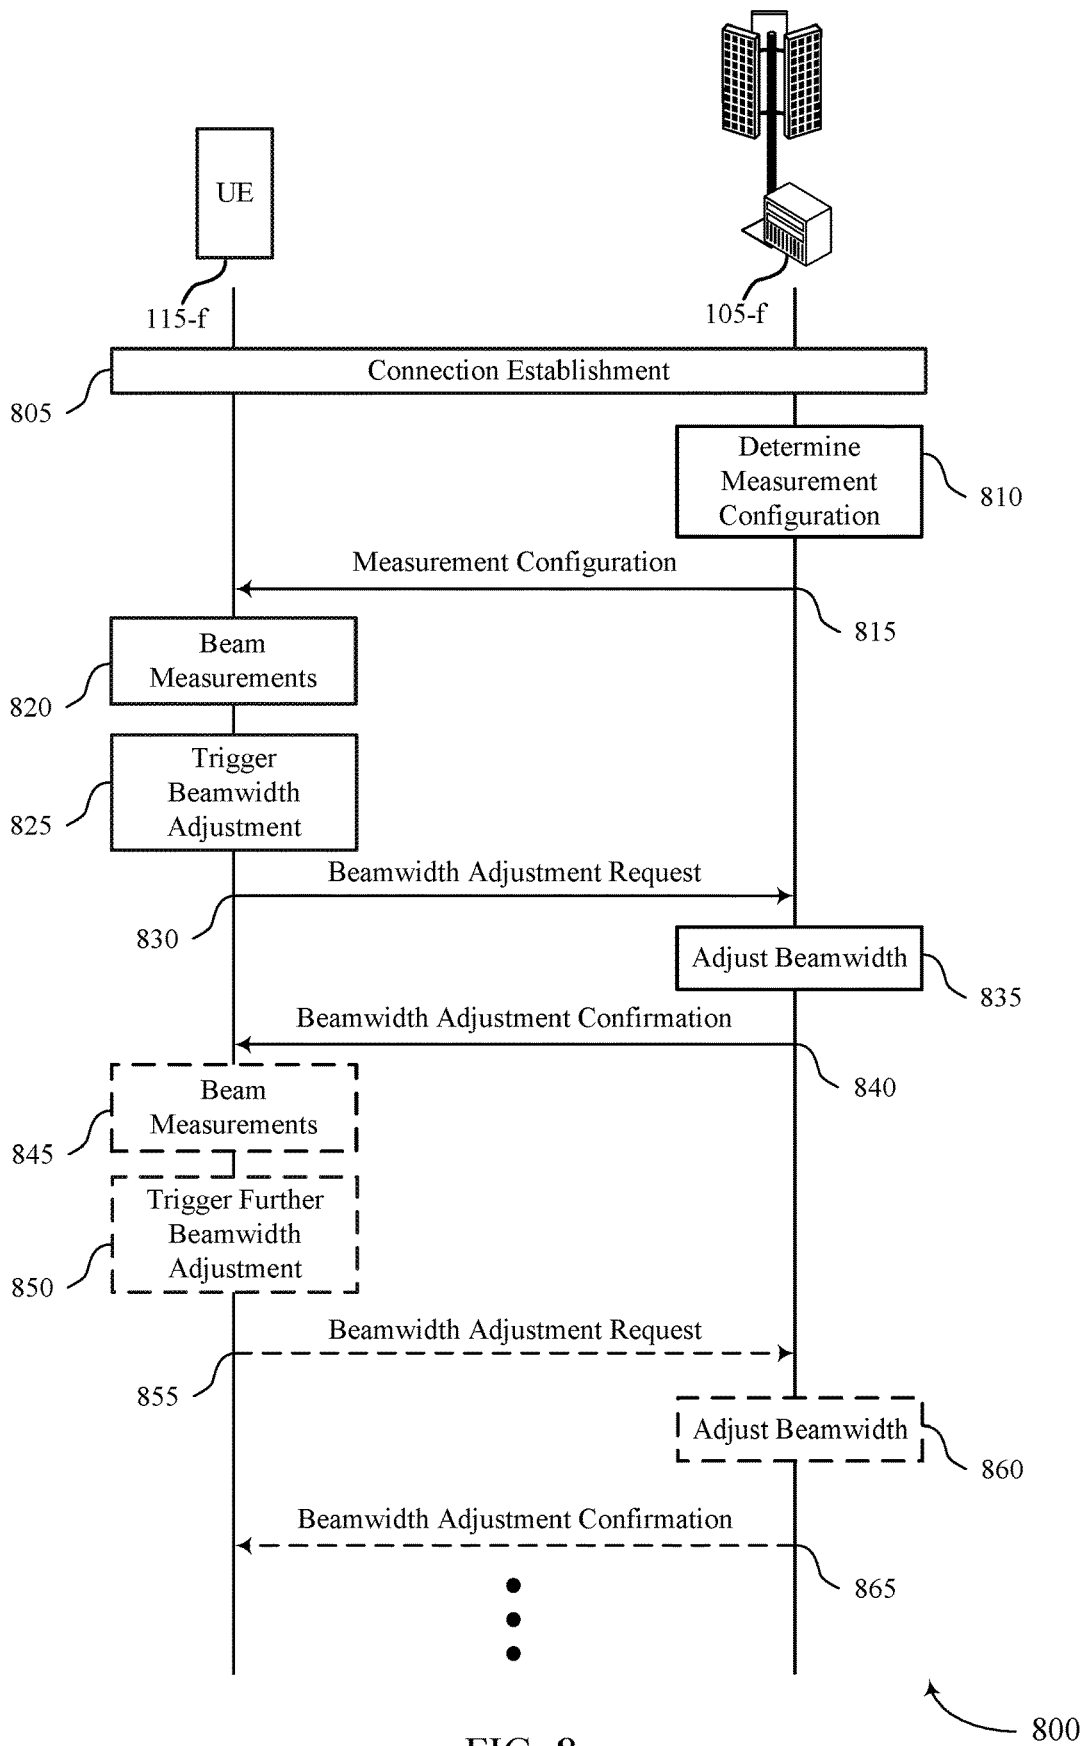 UE
115-f
105-f
Connection Establishment
805
Determine
Measurement
Configuration
810
Measurement Configuration
815
Beam
Measurements
820
Trigger
Beamwidth
Adjustment
825
Beamwidth Adjustment Request
830
Adjust Beamwidth
835
Beamwidth Adjustment Confirmation
840
Beam
Measurements
845
Trigger Further
Beamwidth
Adjustment
850
Beamwidth Adjustment Request
855
Adjust Beamwidth
860
Beamwidth Adjustment Confirmation
865
800
FIG. 8